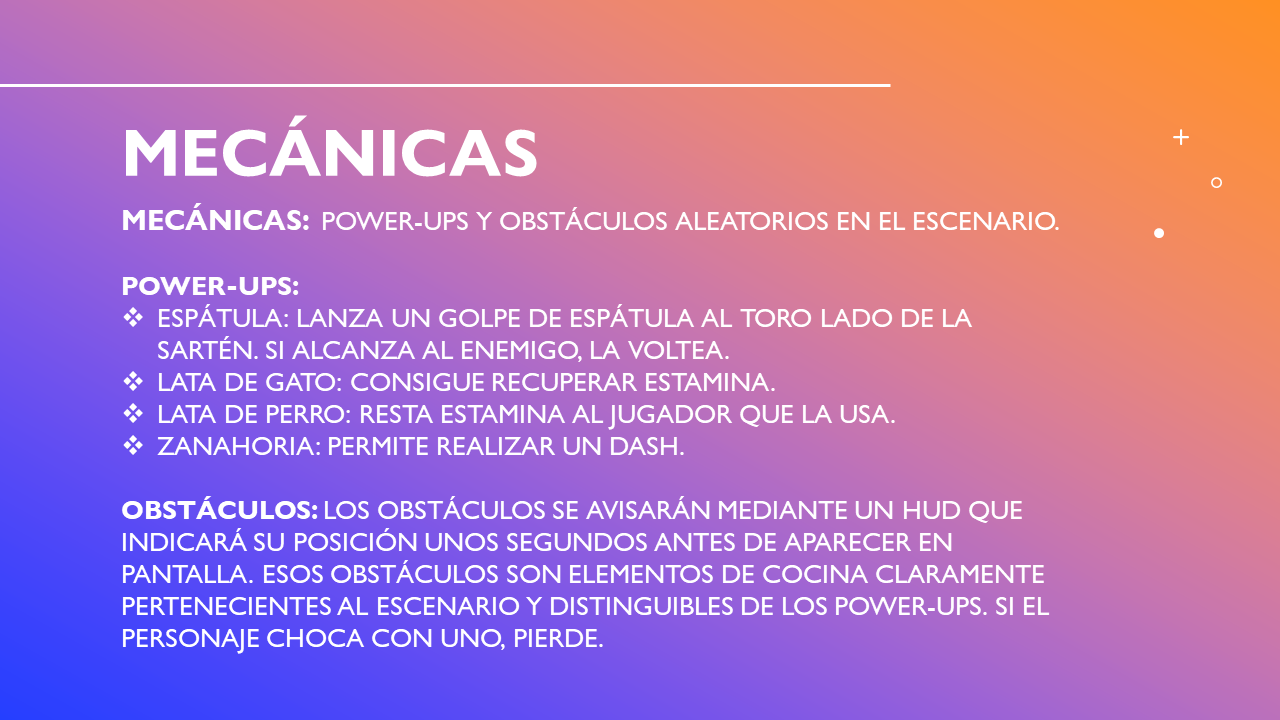 MECÁNICAS
MECÁNICAS: POWER-UPS Y OBSTÁCULOS ALEATORIOS EN EL ESCENARIO.
POWER-UPS:
❖ ESPÁTULA: LANZA UN GOLPE DE ESPÁTULA AL TORO LADO DE LA
SARTÉN. SI ALCANZA AL ENEMIGO, LA VOLTEA.
❖ LATA DE GATO: CONSIGUE RECUPERAR ESTAMINA.
❖ LATA DE PERRO: RESTA ESTAMINA AL JUGADOR QUE LA USA.
❖ ZANAHORIA: PERMITE REALIZAR UN DASH.
OBSTÁCULOS: LOS OBSTÁCULOS SE AVISARÁN MEDIANTE UN HUD QUE
INDICARÁ SU POSICIÓN UNOS SEGUNDOS ANTES DE APARECER EN
PANTALLA. ESOS OBSTÁCULOS SON ELEMENTOS DE COCINA CLARAMENTE
PERTENECIENTES AL ESCENARIO Y DISTINGUIBLES DE LOS POWER-UPS. SI EL
PERSONAJE CHOCA CON UNO, PIERDE.